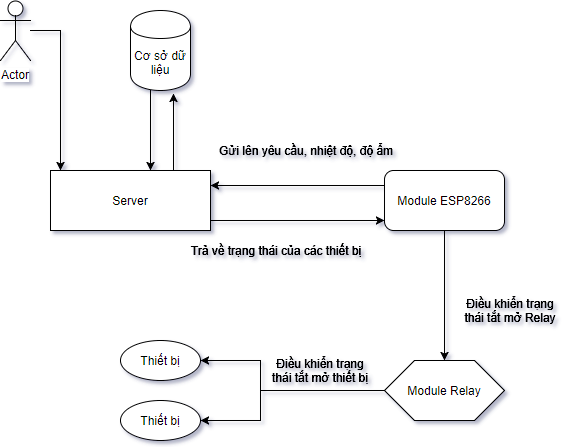 Actor
Cơ sở dữ
liệu
Gửi lên yêu cầu, nhiệt độ, độ ẩm
Server
Module ESP8266
Trả về trạng thái của các thiết bị
Điều khiển trạng
thái tắt mở Relay
Thiết bị
Điều khiển trạng
thái tắt mở thiết bị
Module Relay
Thiết bị